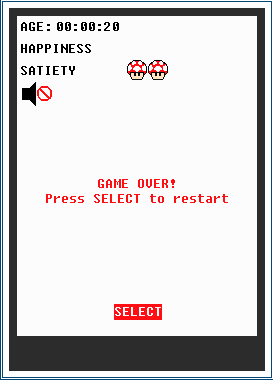 AGE: 00:00:20
HAPPINESS
SATIETY
GAME OVER!
Press SELECT to restart
SELECT